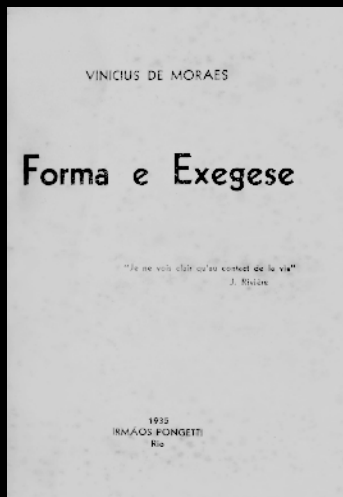 VINICIUS DE MORAES
Forma e Exegese
"Je ne vois clair qu'au contact de la vie"
J. Rivière
1935
IRMÃOS PONGETTI
Rio